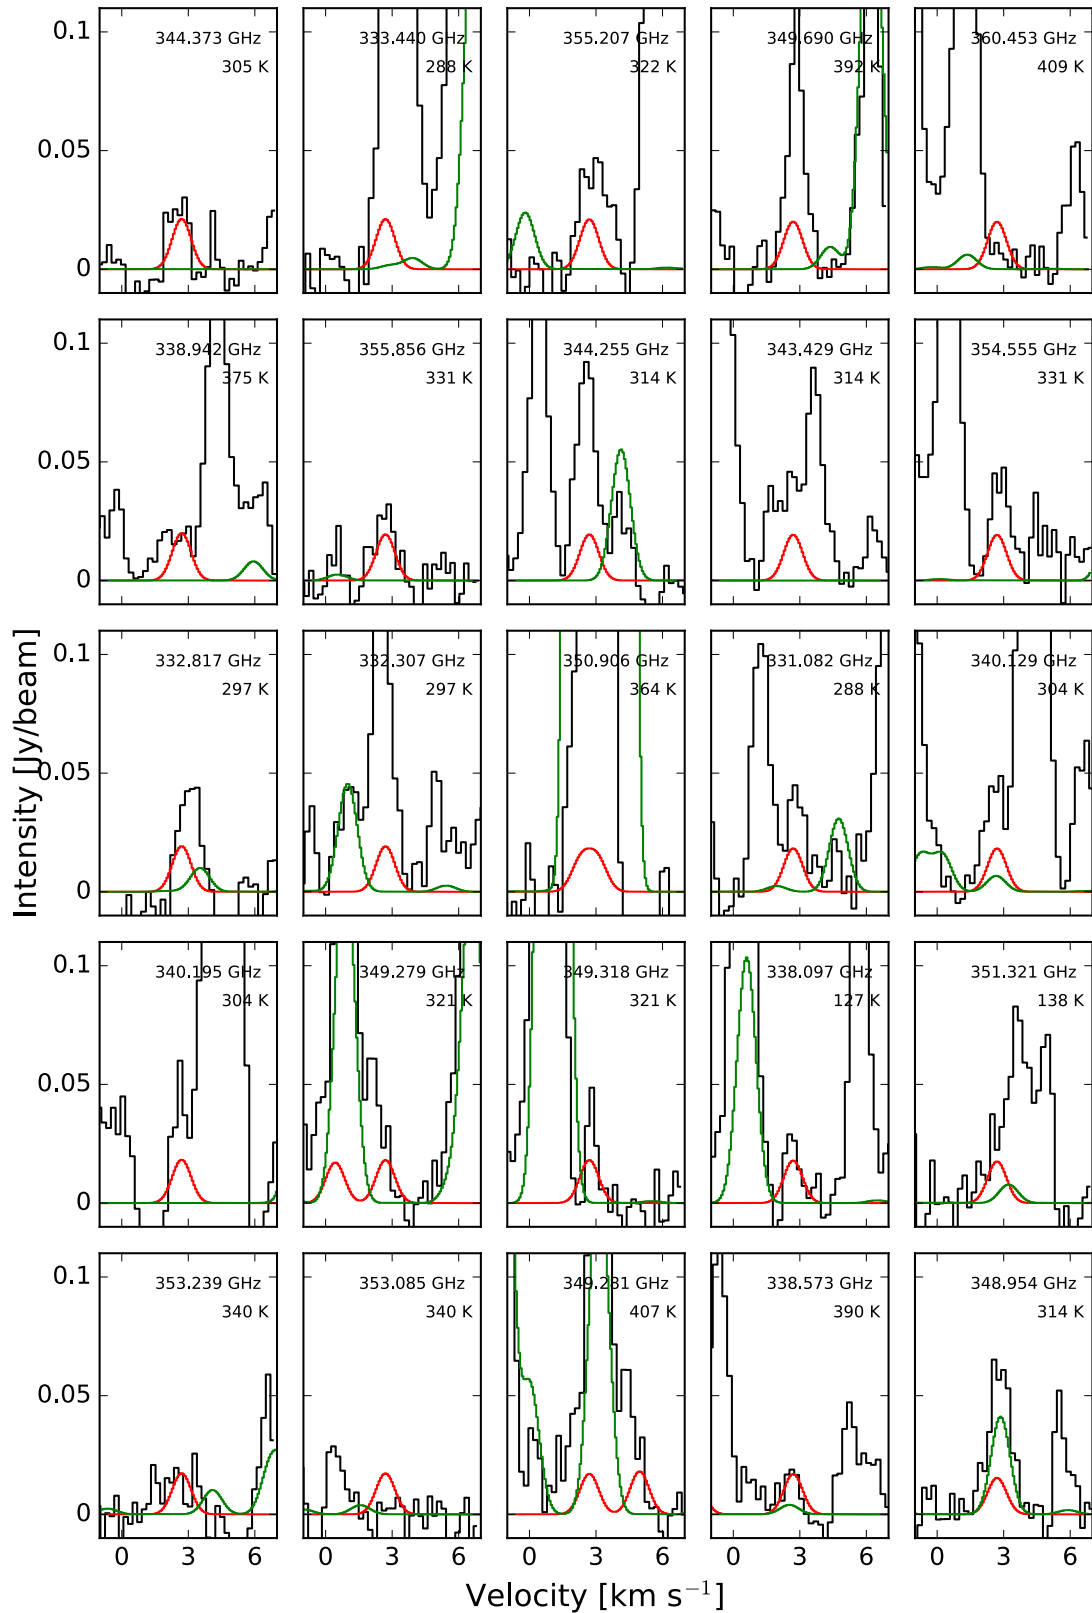 0.1
344.373 GHz
305 K
333.440 GHz
288 K
355.207 GHz
322 K
349.690 GHz
392 K
360.453 GHz
409 K
0.05
0
0.1
338.942 GHz
375 K
355.856 GHz
331 K
344.255 GHz
314 K
343.429 GHz
314 K
354.555 GHz
331 K
0.05
0
Intensity [Jy/beam]
0.1
332.817 GHz
297 K
332.307 GHz
297 K
350.906 GHz
364 K
331.082 GHz
288 K
340.129 GHz
304 K
0.05
0
0.1
340.195 GHz
304 K
349.279 GHz
321 K
349.318 GHz
321 K
338.097 GHz
127 K
351.321 GHz
138 K
0.05
0
0.1
353.239 GHz
340 K
353.085 GHz
340 K
349.281 GHz
407 K
338.573 GHz
390 K
348.954 GHz
314 K
0.05
0
0 3 6 0 3 6 0 3 6 0 3 6 0 3 6
Velocity [km s⁻¹]